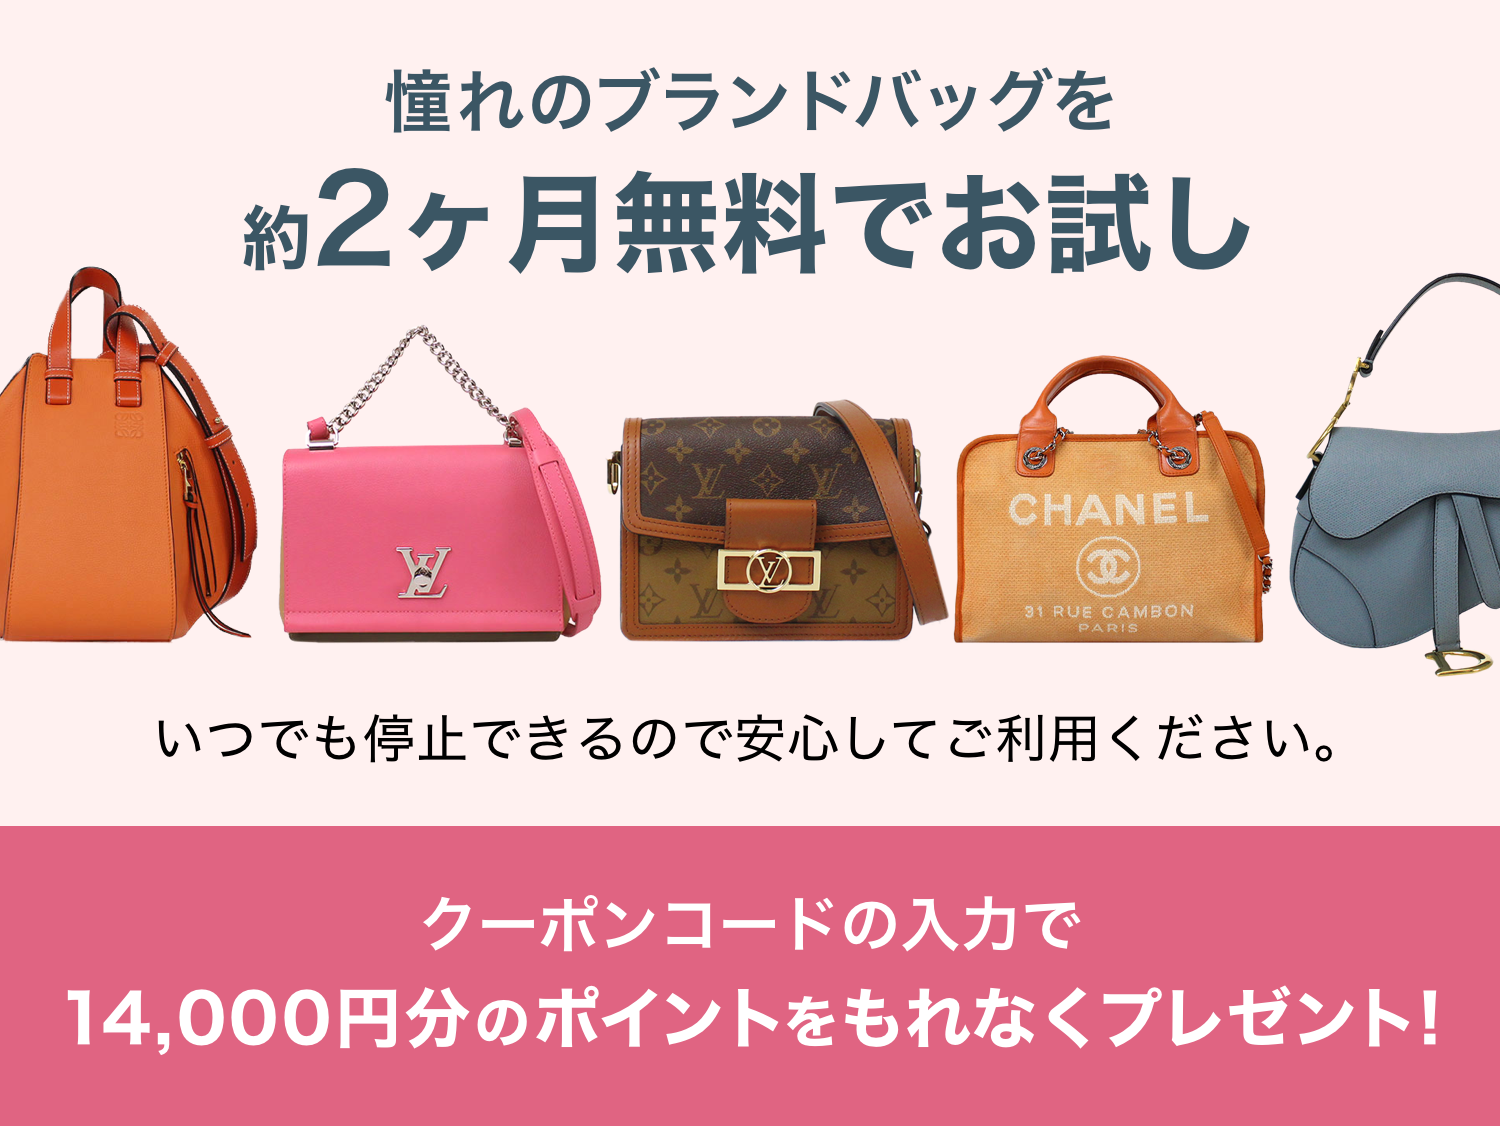 憧れのブランドバッグを
約2ヶ月無料でお試し
CHANEL
31 RUE CAMBON
PARIS
いつでも停止できるので安心してご利用ください。
クーポンコードの入力で
14,000円分のポイントをもれなくプレゼント!